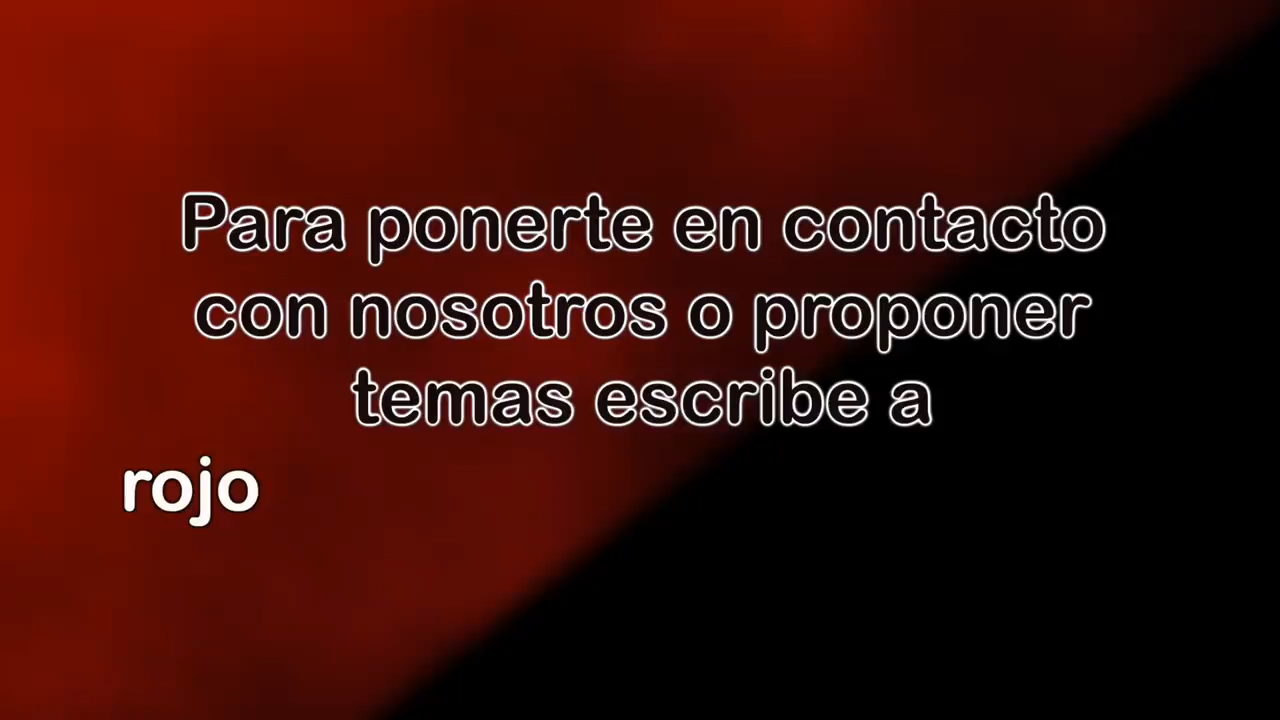 Para ponerte en contacto
con nosotros o proponer
temas escribe a
rojo